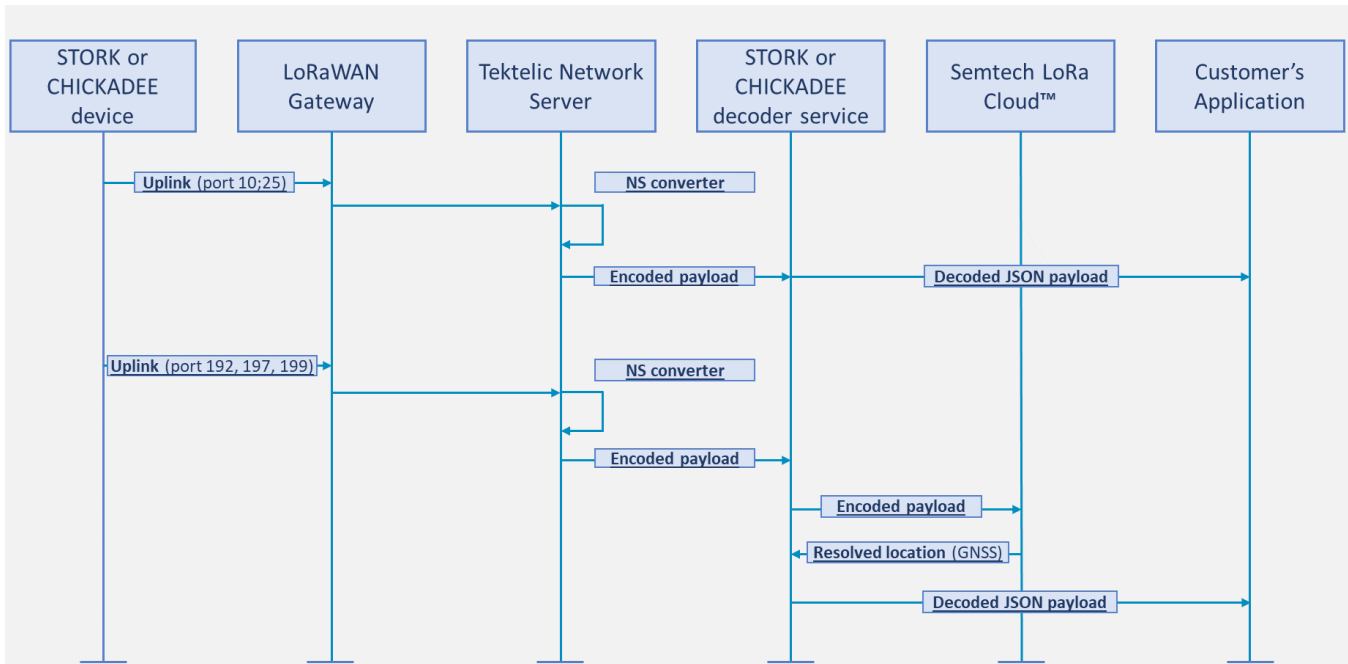 STORK or
CHICKADEE
device
LoRaWAN
Gateway
Tektelic Network
Server
STORK or
CHICKADEE
decoder service
Semtech LoRa
Cloud™
Customer’s
Application
Uplink (port 10;25)
NS converter
Encoded payload
Decoded JSON payload
Uplink (port 192, 197, 199)
NS converter
Encoded payload
Encoded payload
Resolved location (GNSS)
Decoded JSON payload